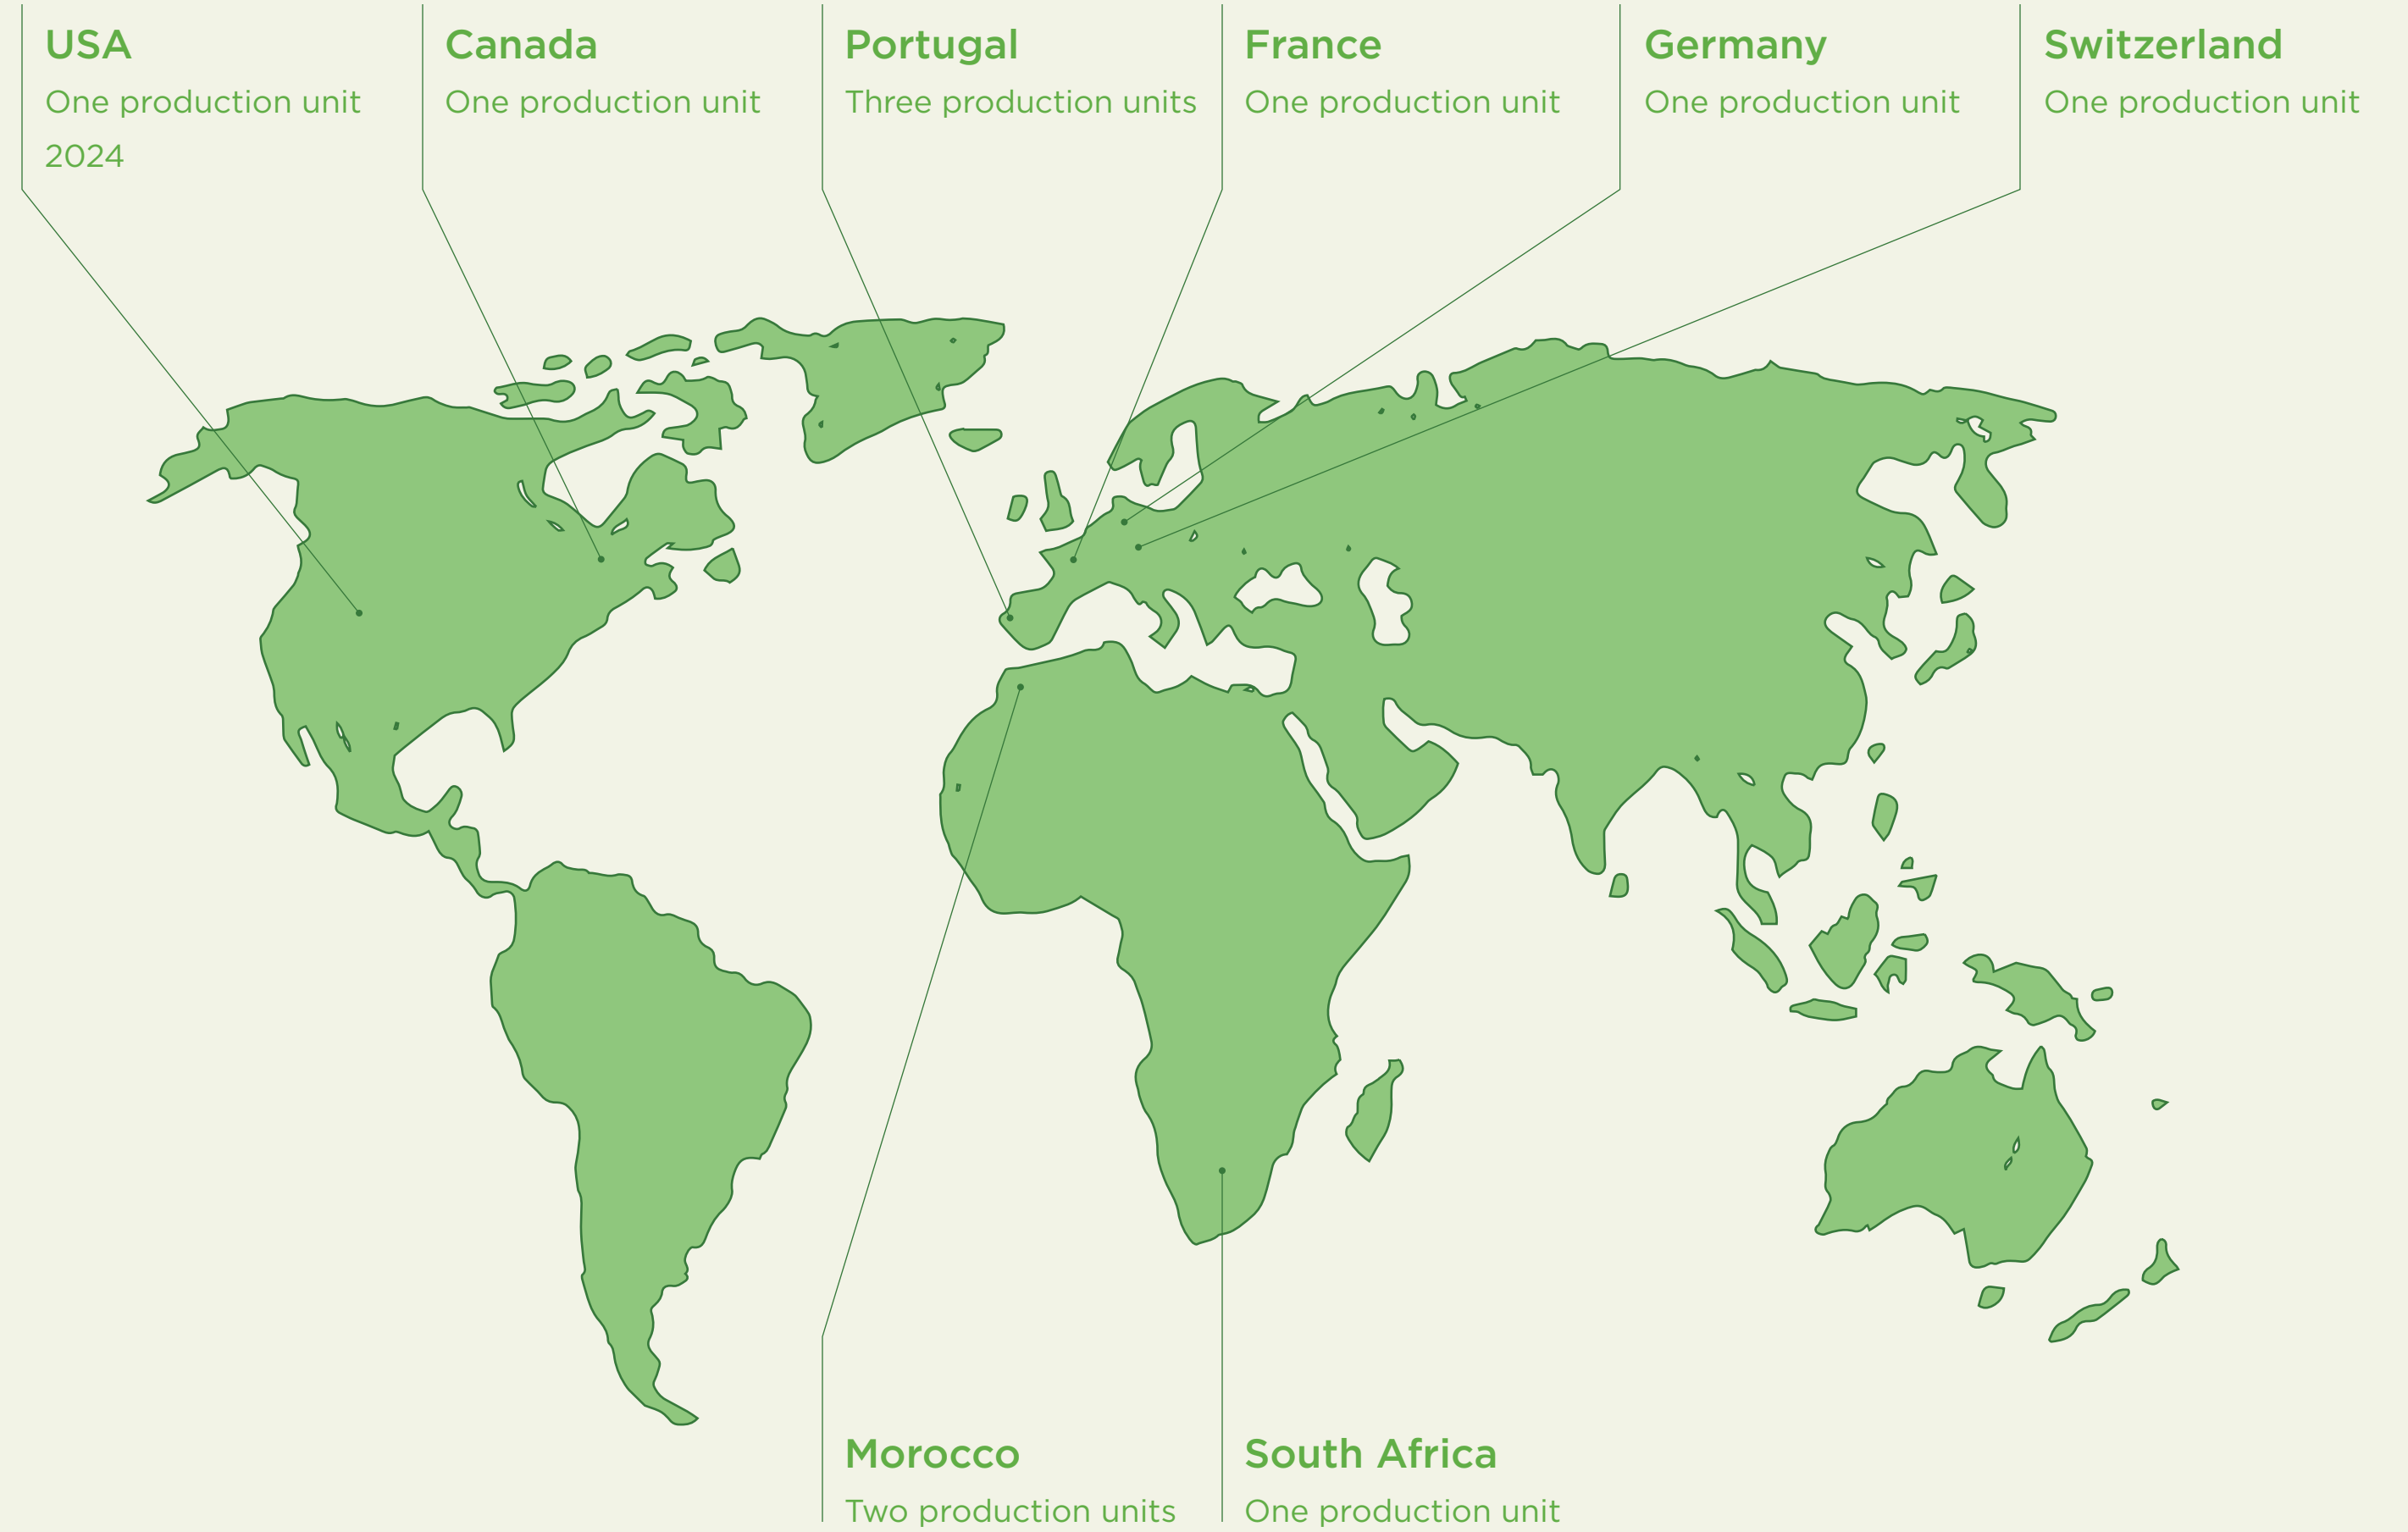 USA
One production unit
2024
Canada
One production unit
Portugal
Three production units
France
One production unit
Germany
One production unit
Switzerland
One production unit
Morocco
Two production units
South Africa
One production unit